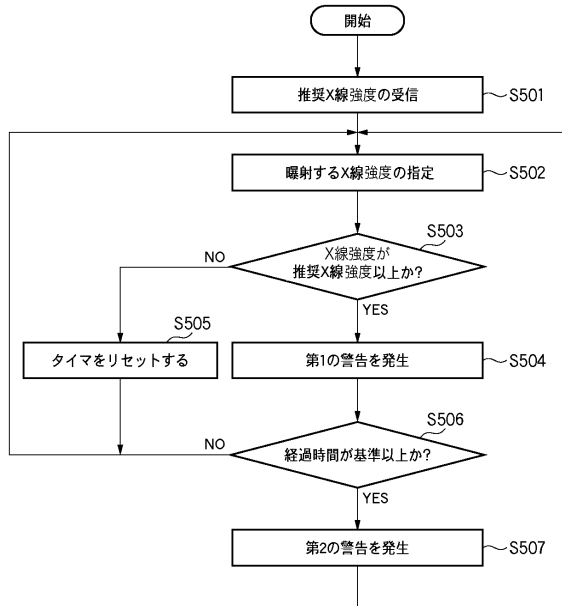 開始
推奨X線強度の受信
S501
曝射するX線強度の指定
S502
S503
X線強度が
推奨X線強度以上か?
NO
YES
S505
タイマをリセットする
第1の警告を発生
S504
S506
経過時間が基準以上か?
NO
YES
第2の警告を発生
S507